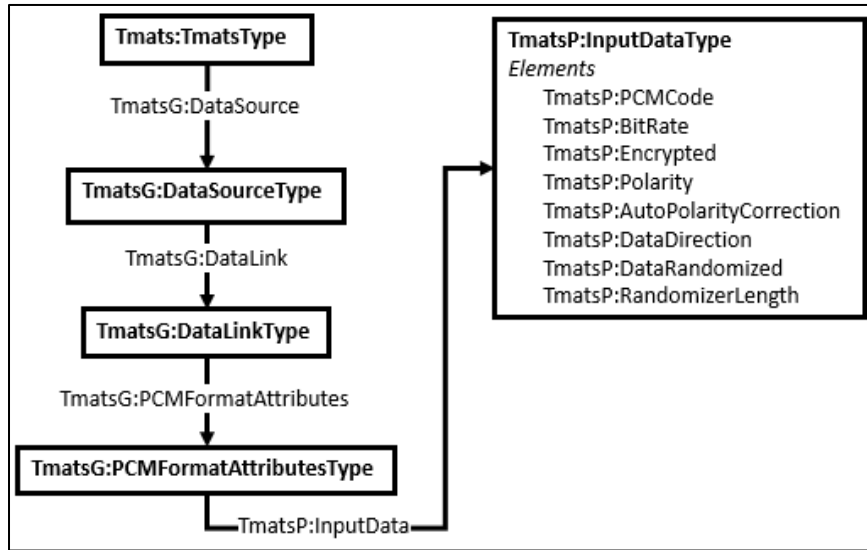 Tmats:TmatsType
TmatsG:DataSource
TmatsG:DataSourceType
TmatsG:DataLink
TmatsG:DataLinkType
TmatsG:PCMFormatAttributes
TmatsG:PCMFormatAttributesType
TmatsP:InputData
TmatsP:InputDataType
Elements
TmatsP:PCMCode
TmatsP:BitRate
TmatsP:Encrypted
TmatsP:Polarity
TmatsP:AutoPolarityCorrection
TmatsP:DataDirection
TmatsP:DataRandomized
TmatsP:RandomizerLength